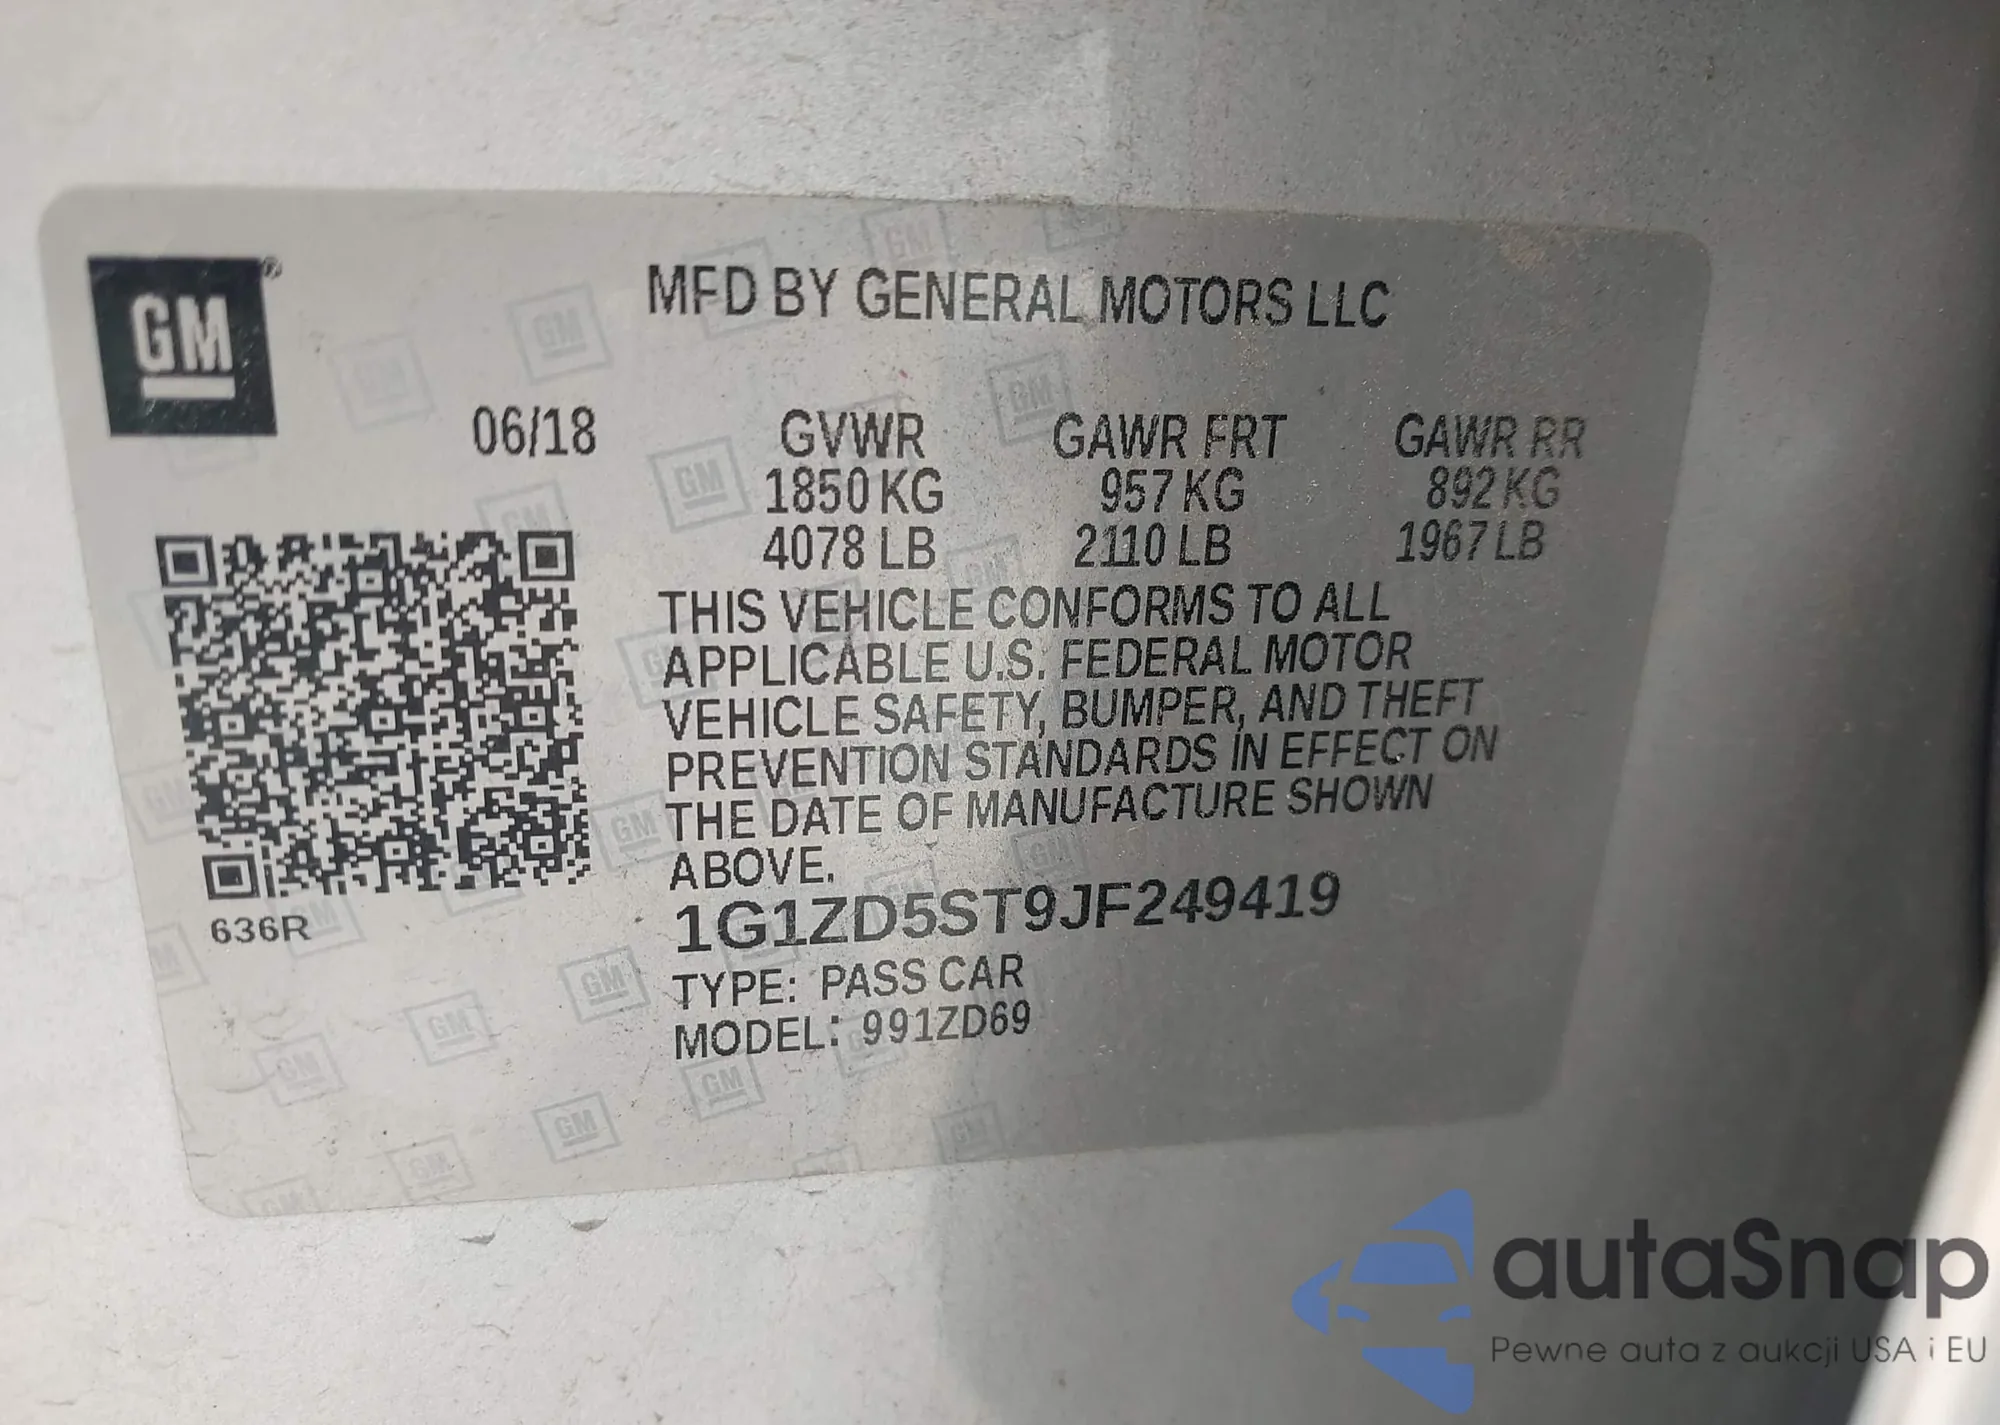 GM
MFD BY GENERAL MOTORS LLC
06/18 GVWR GAWR FRT GAWR RR
1850 KG 957 KG 892 KG
4078 LB 2110 LB 1967 LB
THIS VEHICLE CONFORMS TO ALL
APPLICABLE U.S. FEDERAL MOTOR
VEHICLE SAFETY, BUMPER, AND THEFT
PREVENTION STANDARDS IN EFFECT ON
THE DATE OF MANUFACTURE SHOWN
ABOVE.
636R
1G1ZD5ST9JF249419
TYPE: PASS CAR
MODEL: 991ZD69
autaSnap
Pewne auta z aukcji USA i EU